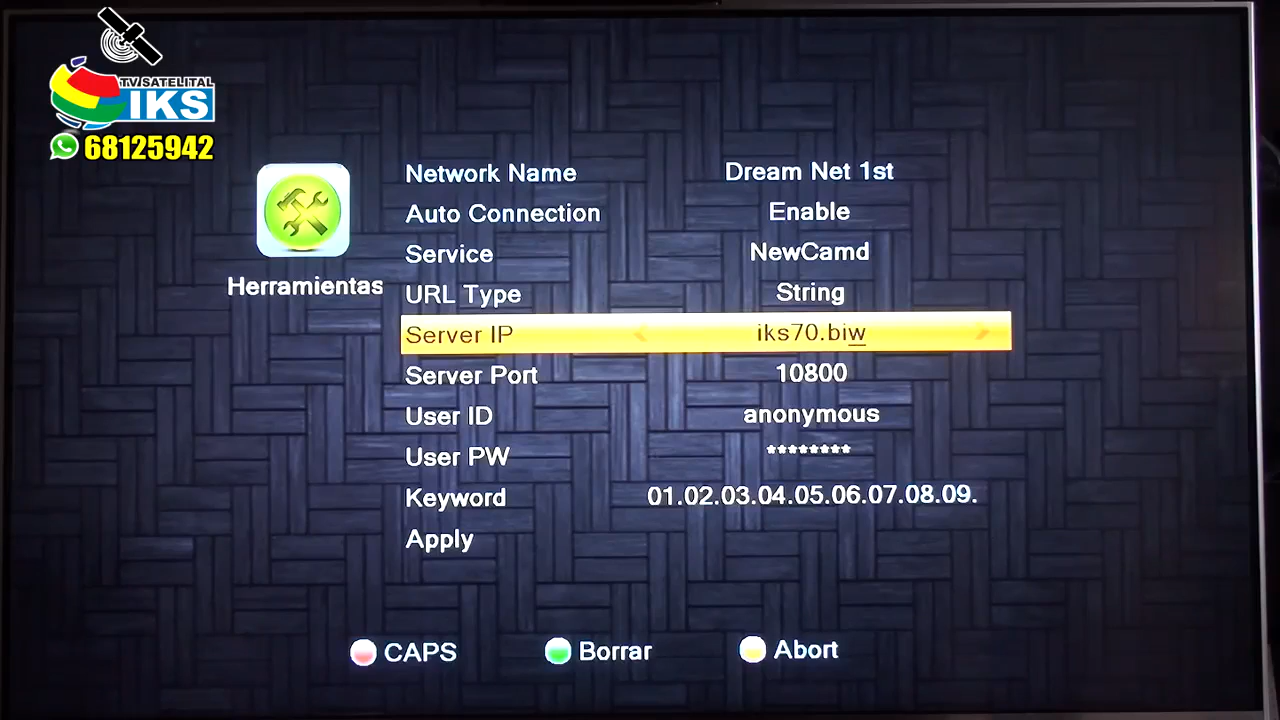 TV SATELITAL
IKS
68125942
Herramientas
Network Name Dream Net 1st
Auto Connection Enable
Service NewCamd
URL Type String
Server IP iks70.biw
Server Port 10800
User ID anonymous
User PW ********
Keyword 01.02.03.04.05.06.07.08.09.
Apply
CAPS Borrar Abort